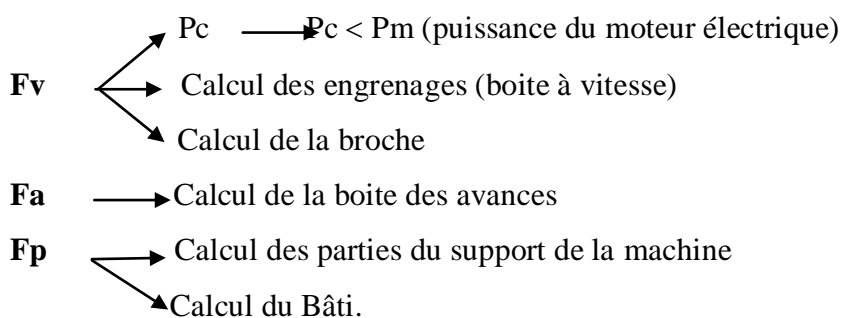 Pc Pc < Pm (puissance du moteur électrique)
Fv Calcul des engrenages (boite à vitesse)
Calcul de la broche
Fa Calcul de la boite des avances
Fp Calcul des parties du support de la machine
Calcul du Bâti.